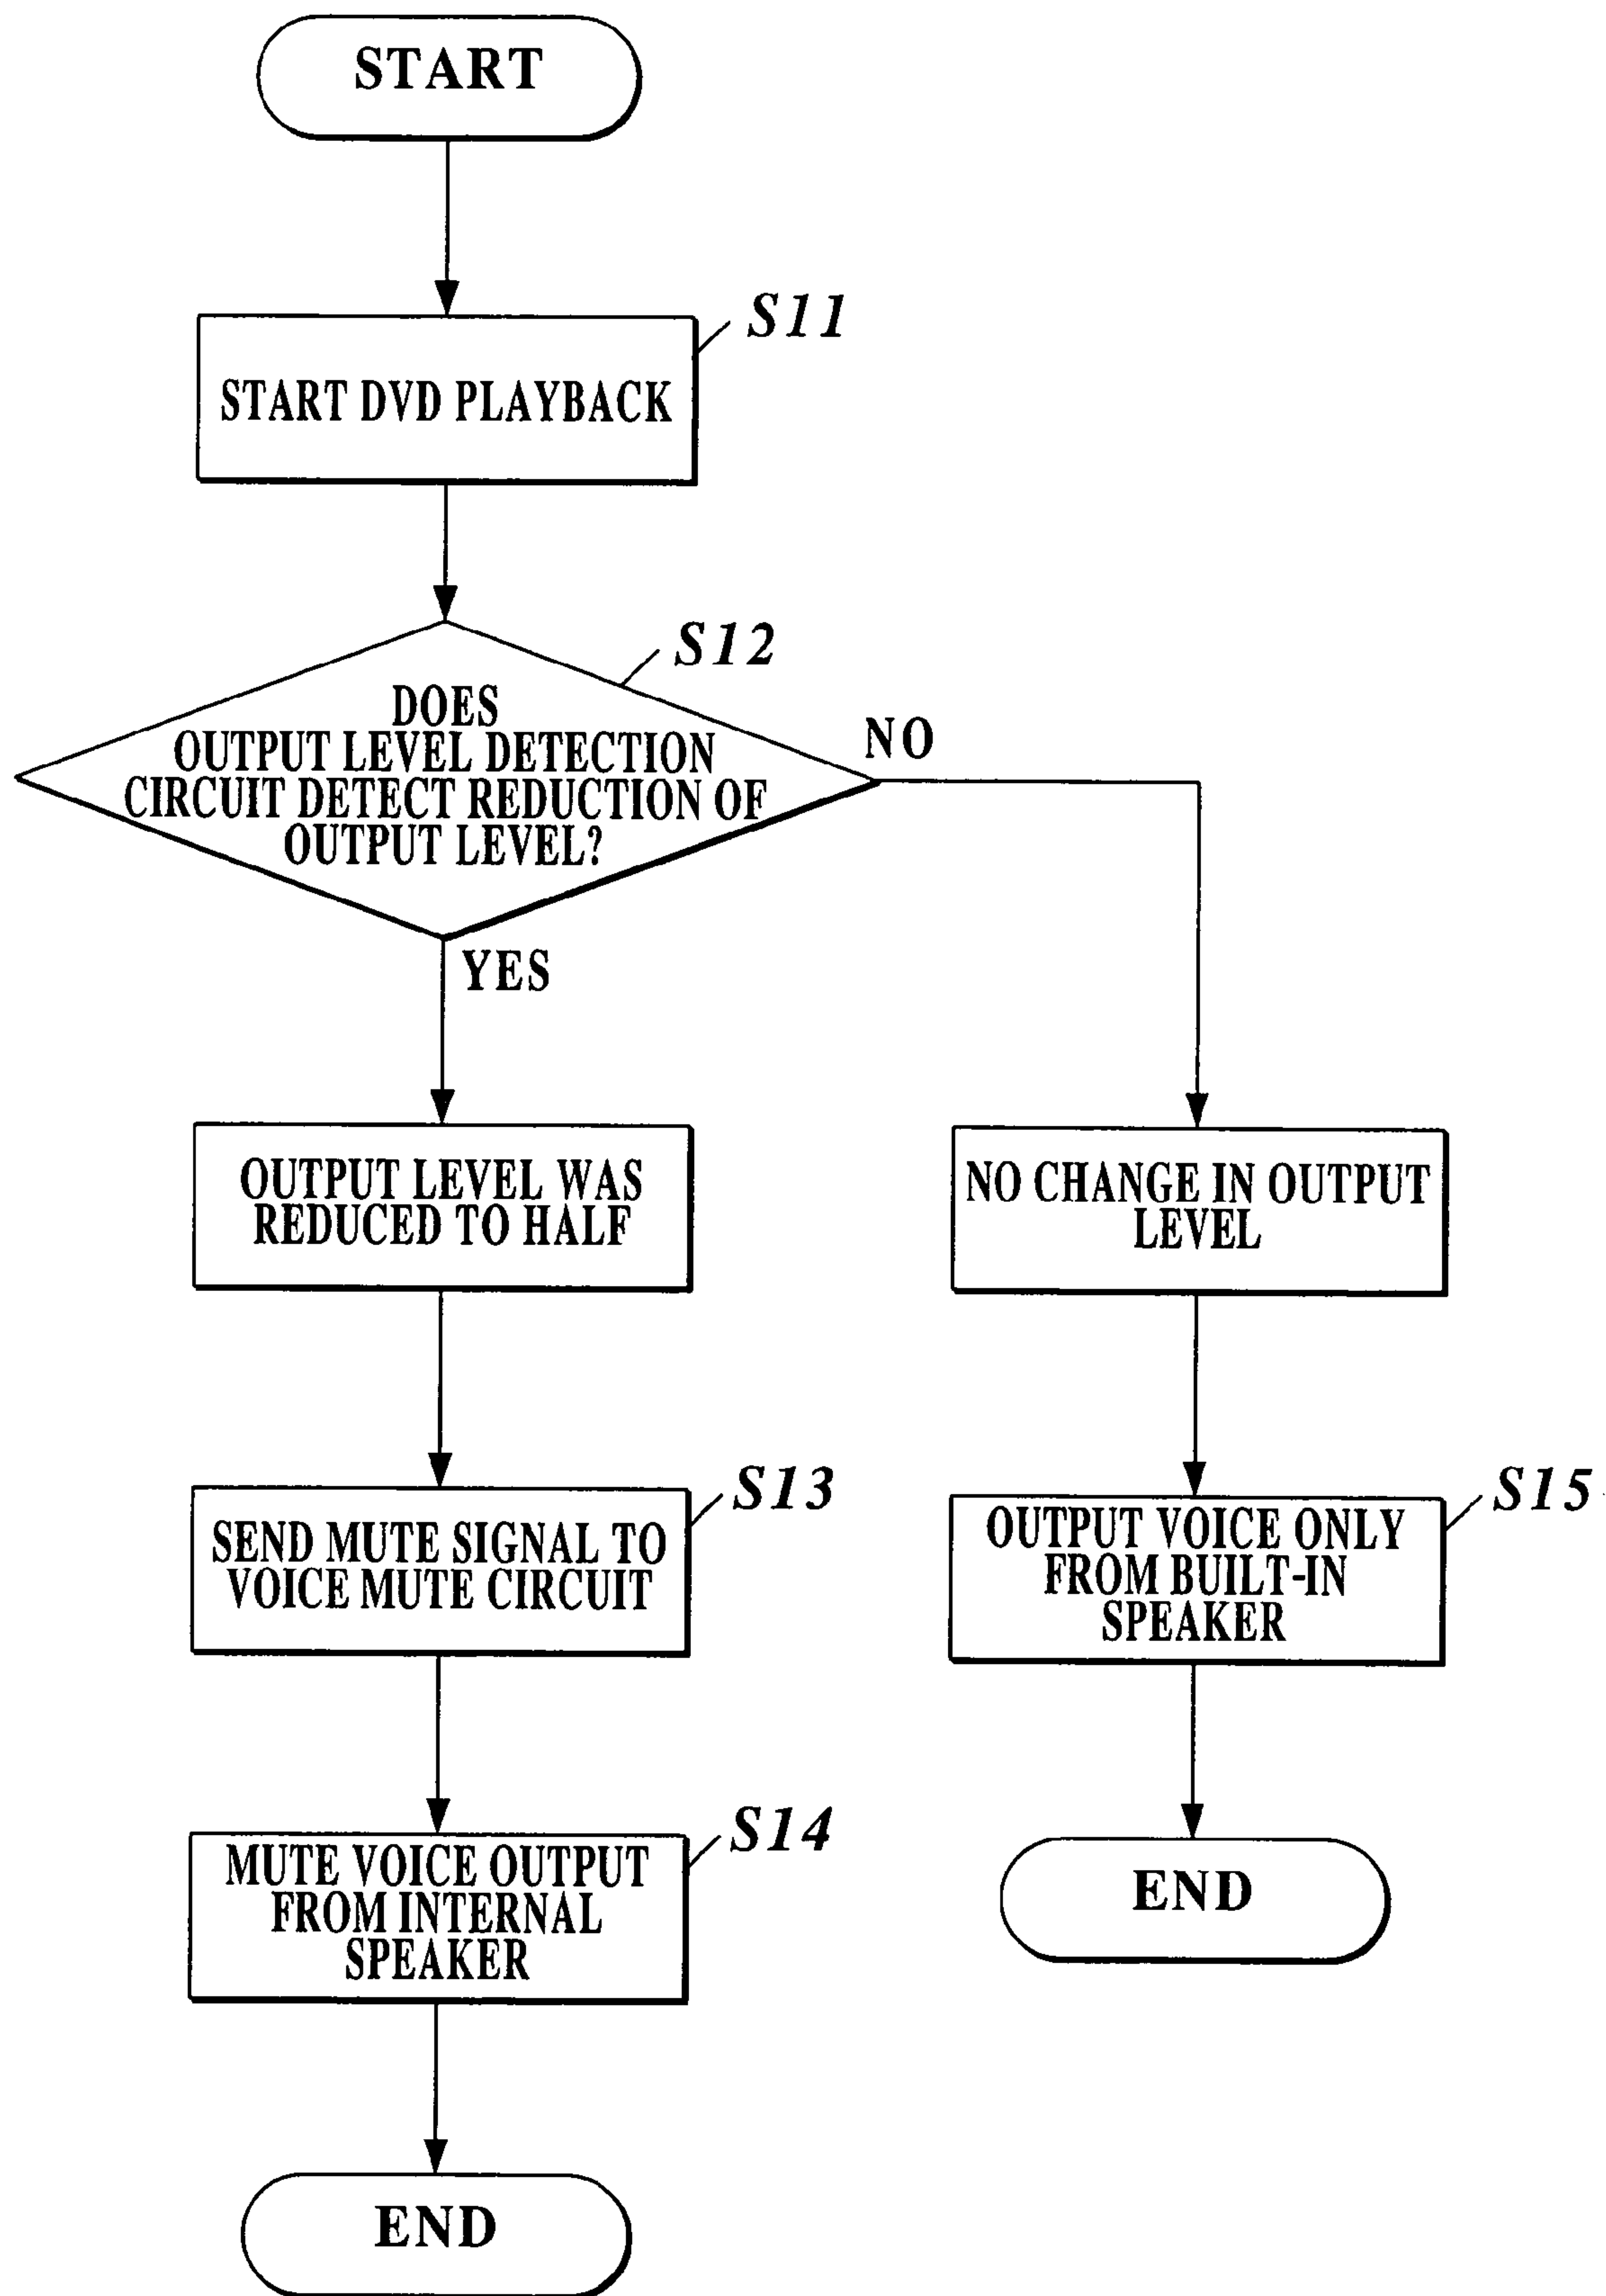 START
S11
START DVD PLAYBACK
S12
DOES
OUTPUT LEVEL DETECTION
CIRCUIT DETECT REDUCTION OF
OUTPUT LEVEL?
NO
YES
OUTPUT LEVEL WAS
REDUCED TO HALF
NO CHANGE IN OUTPUT
LEVEL
S13
SEND MUTE SIGNAL TO
VOICE MUTE CIRCUIT
S15
OUTPUT VOICE ONLY
FROM BUILT-IN
SPEAKER
S14
MUTE VOICE OUTPUT
FROM INTERNAL
SPEAKER
END
END